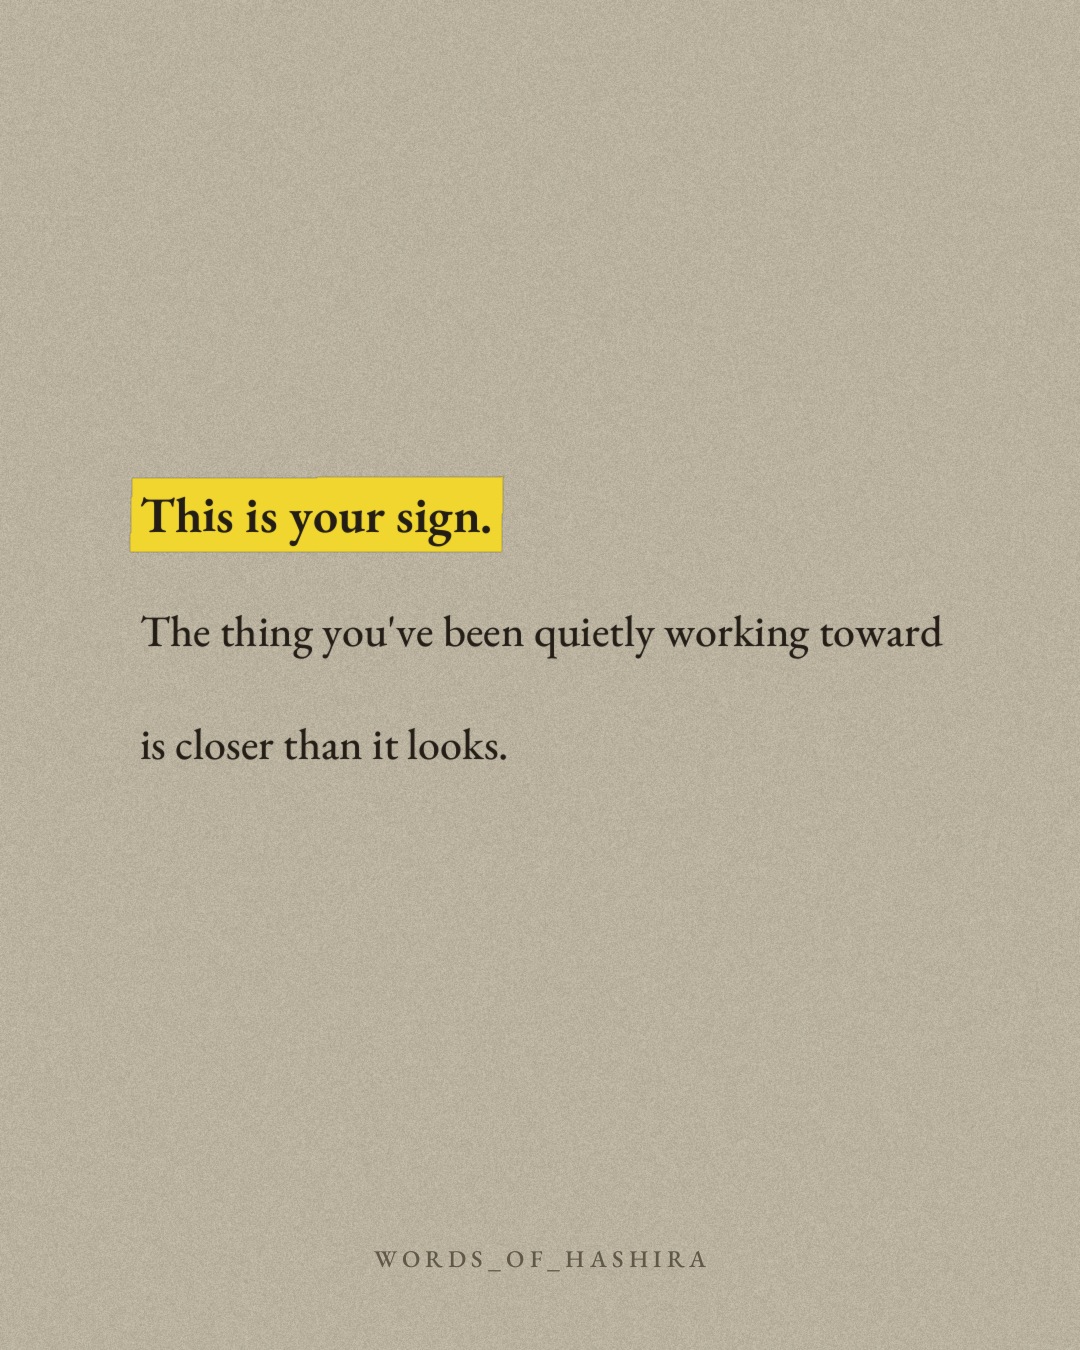 This is your sign.
The thing you've been quietly working toward
is closer than it looks.
WORDS_OF_HASHIRA